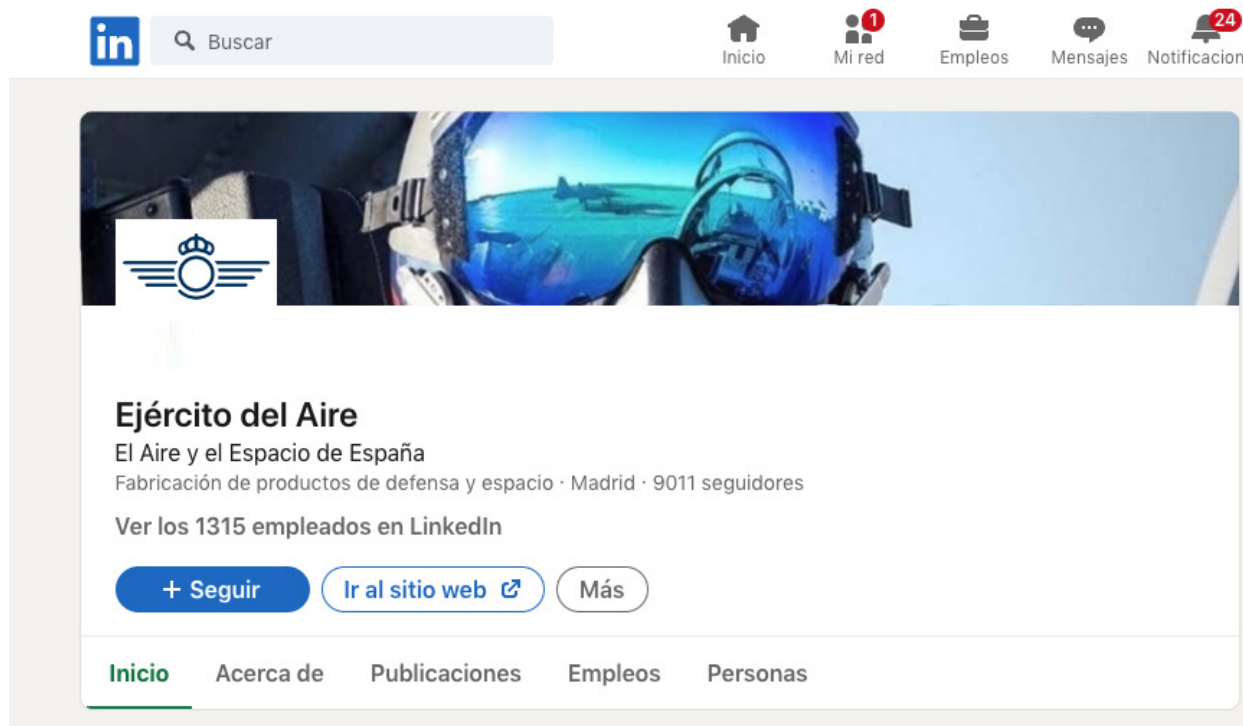 in Buscar
1
24
Inicio Mi red Empleos Mensajes Notificacion
Ejército del Aire
El Aire y el Espacio de España
Fabricación de productos de defensa y espacio · Madrid · 9011 seguidores
Ver los 1315 empleados en LinkedIn
+ Seguir Ir al sitio web Más
Inicio Acerca de Publicaciones Empleos Personas